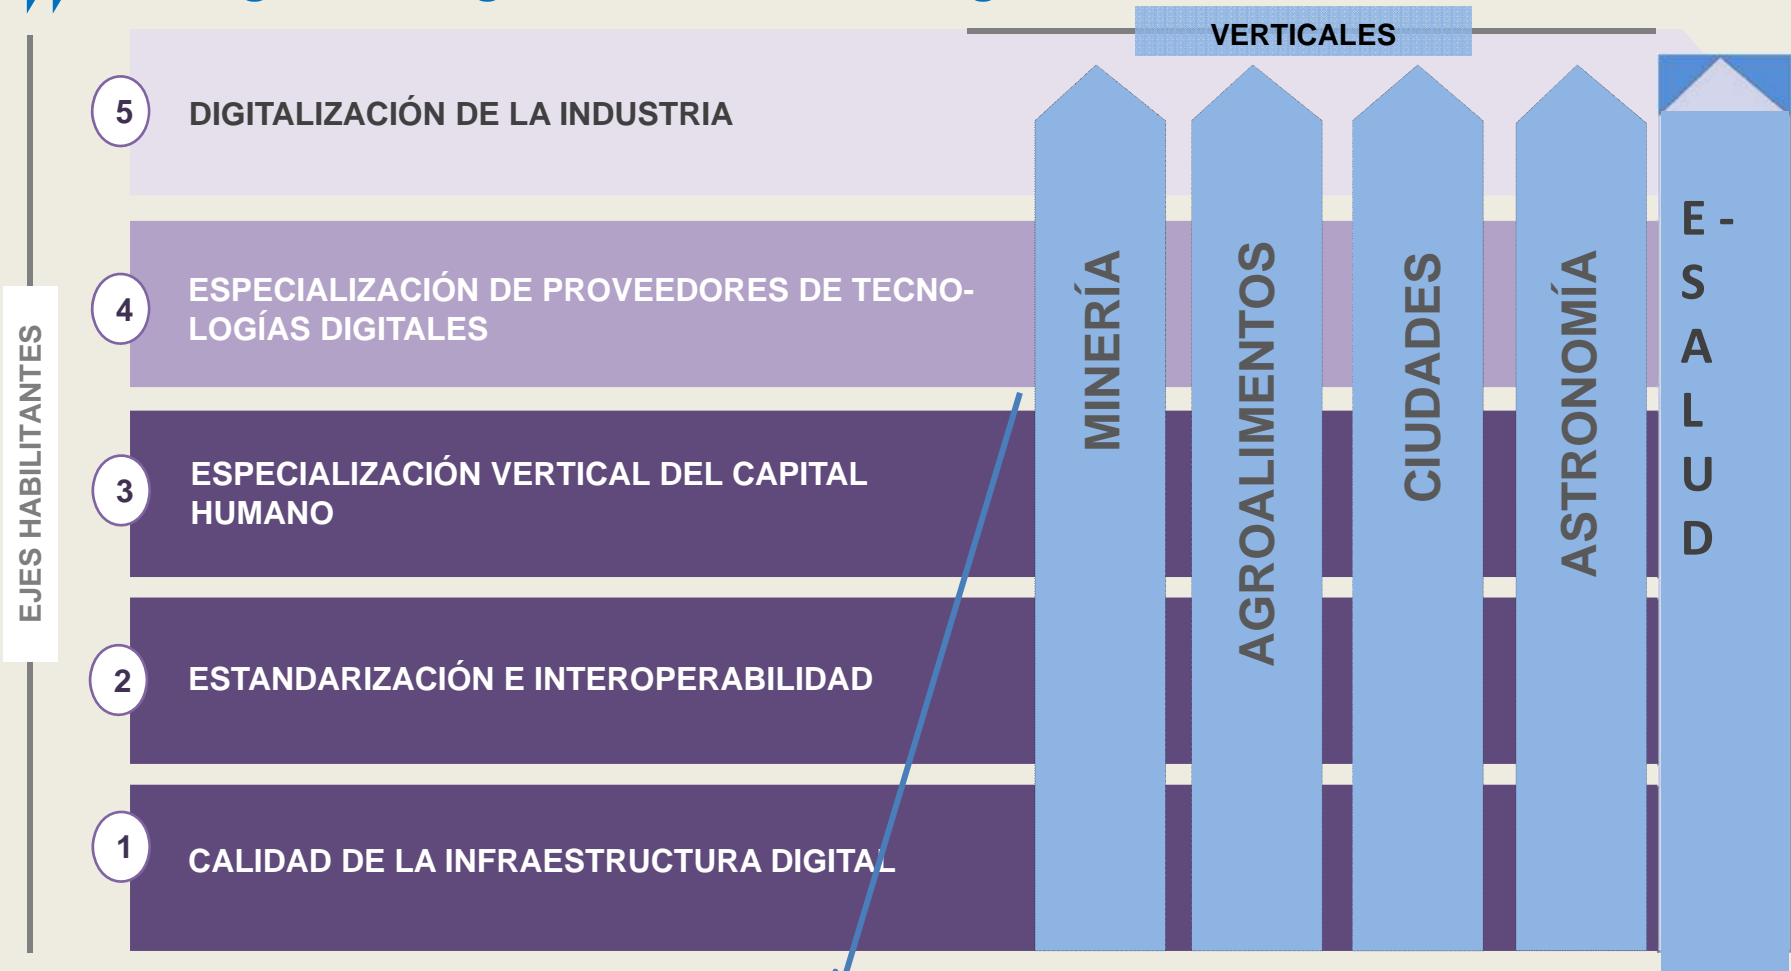 VERTICALES
5
DIGITALIZACIÓN DE LA INDUSTRIA
4
ESPECIALIZACIÓN DE PROVEEDORES DE TECNO-
LOGÍAS DIGITALES
3
ESPECIALIZACIÓN VERTICAL DEL CAPITAL
HUMANO
2
ESTANDARIZACIÓN E INTEROPERABILIDAD
1
CALIDAD DE LA INFRAESTRUCTURA DIGITAL
EJES HABILITANTES
MINERÍA
AGROALIMENTOS
CIUDADES
ASTRONOMÍA
E -
S
A
L
U
D